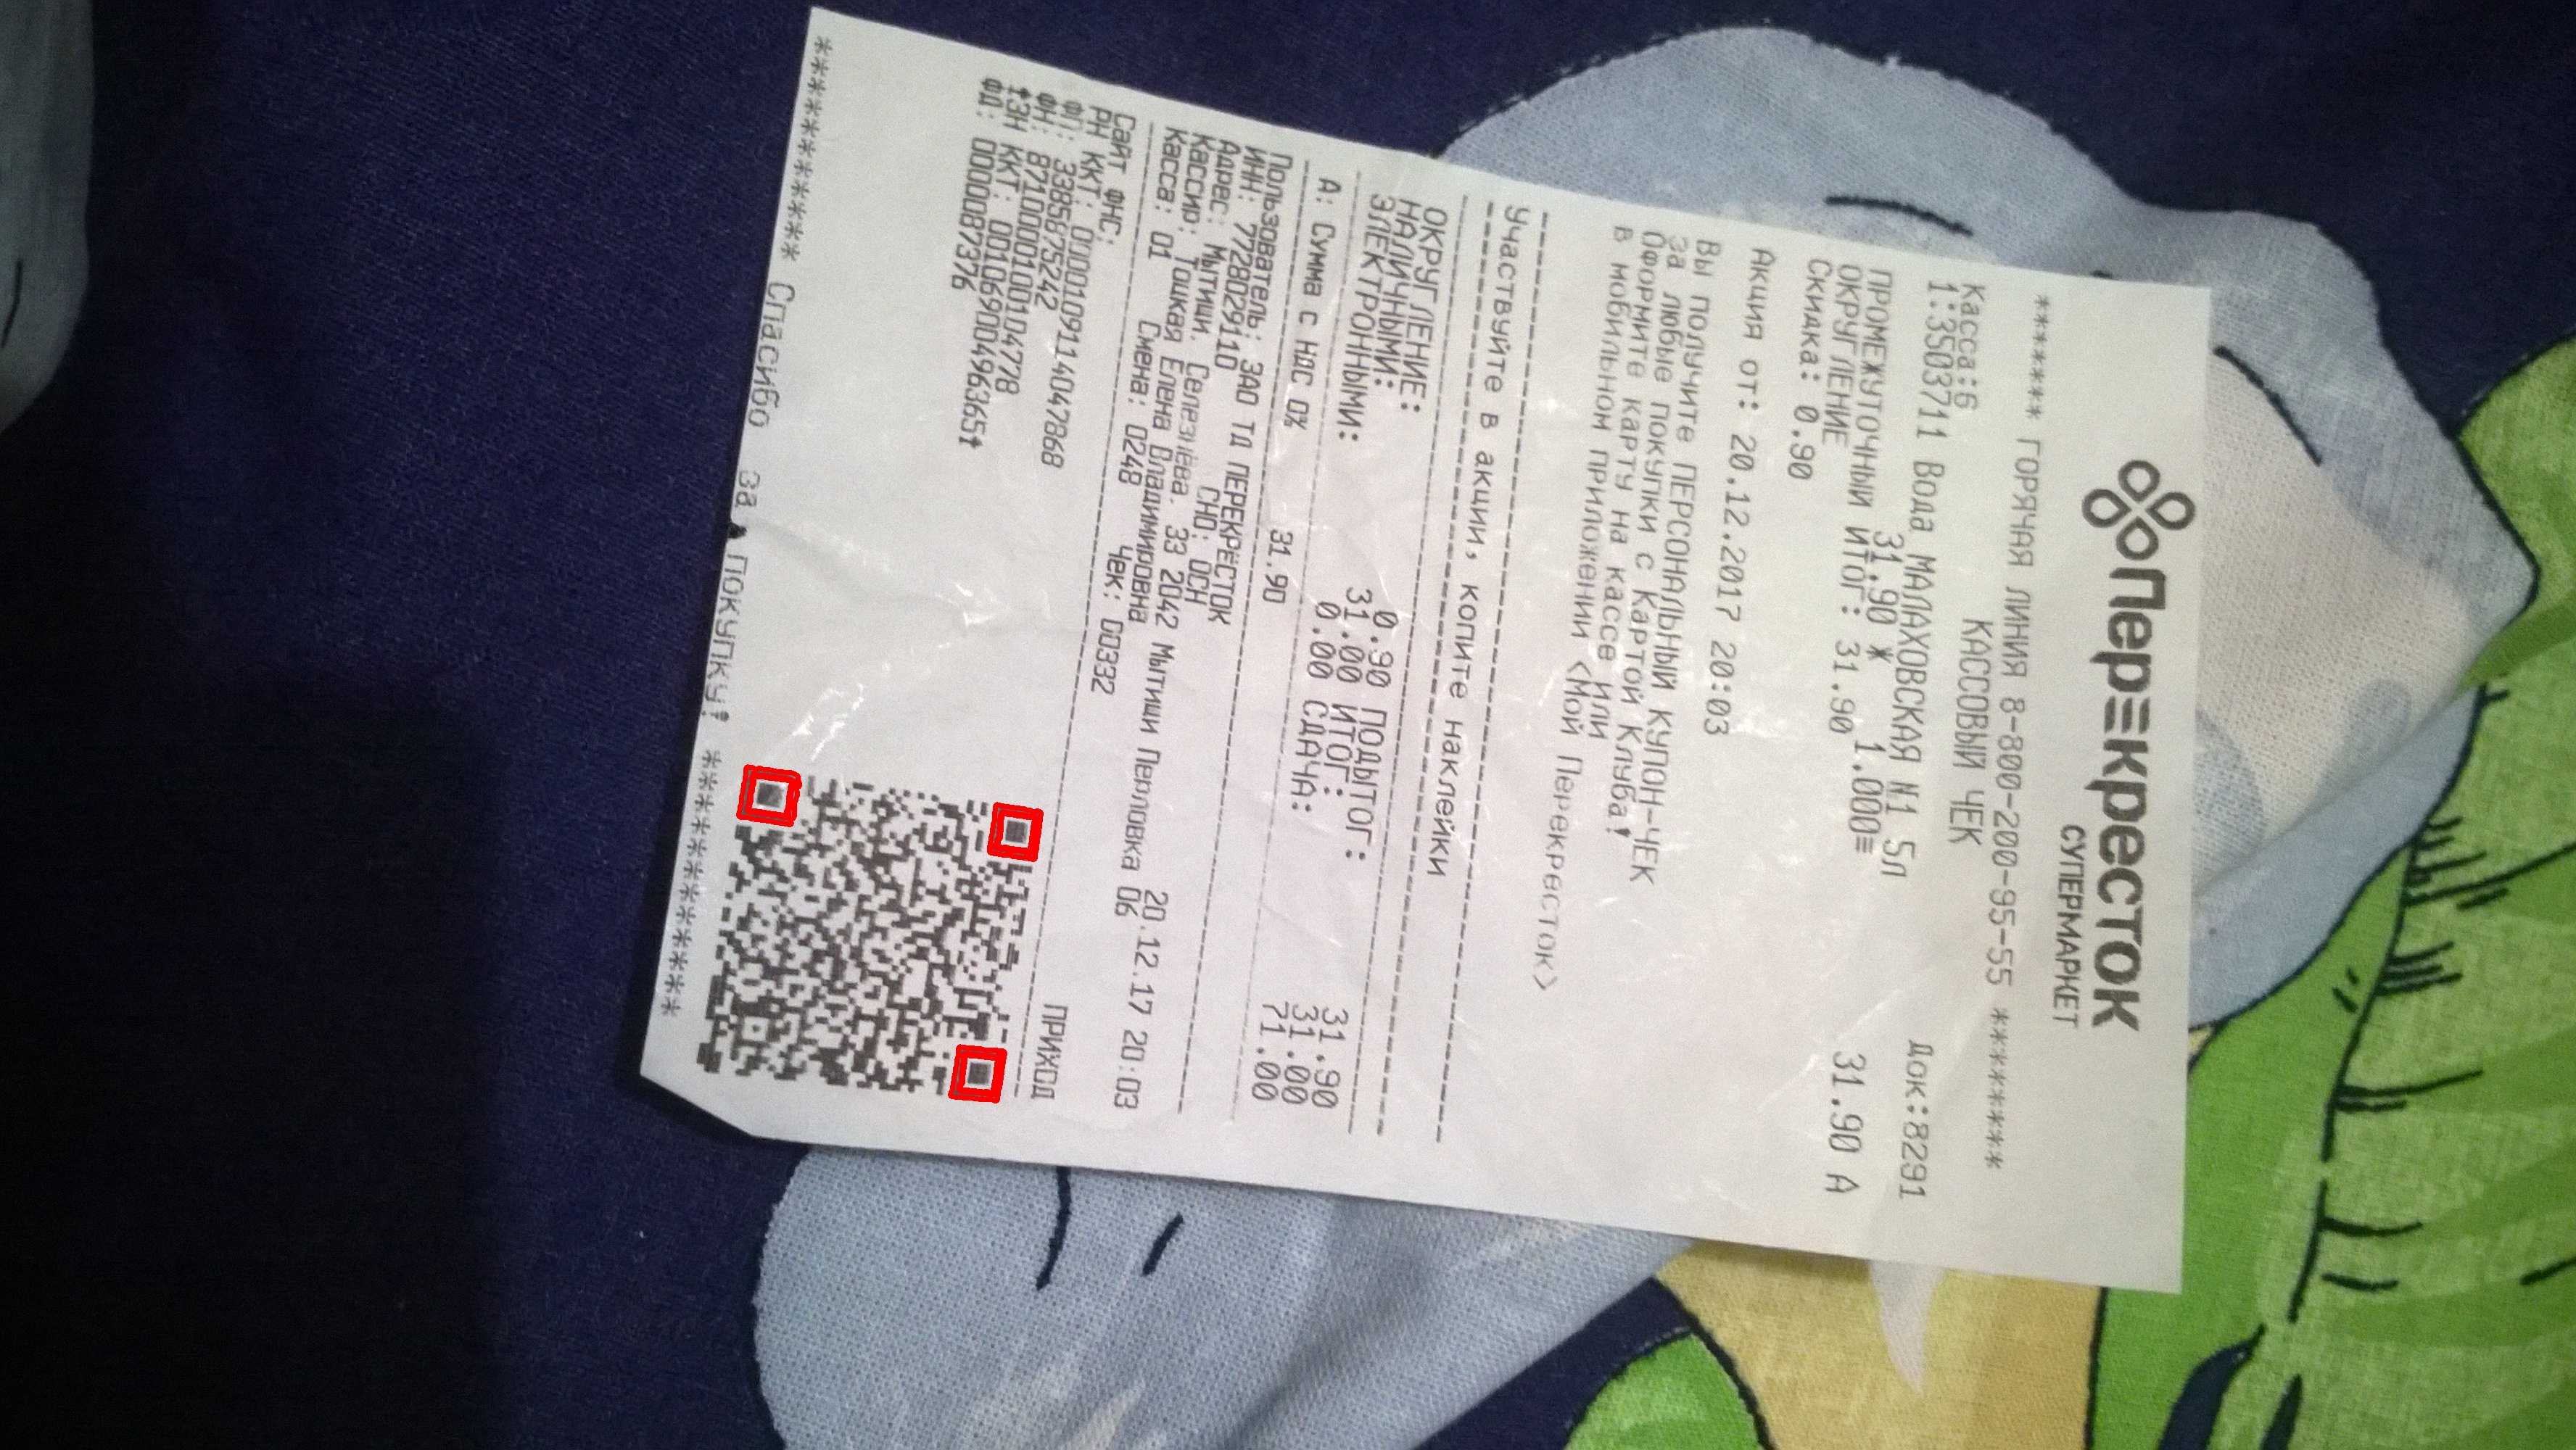 ПЕРЕКРЕСТОК
СУПЕРМАРКЕТ
******* ГОРЯЧАЯ ЛИНИЯ 8-800-200-95-55 *********
КАССОВЫЙ ЧЕК
Касса:6 Док:8291
1:3503711 Вода МАЛАХОВСКАЯ N1 5л
31.90 * 1.000= 31.90 А
ПРОМЕЖУТОЧНЫЙ ИТОГ: 31.90
ОКРУГЛЕНИЕ
Скидка: 0.90
Акция от: 20.12.2017 20:03
Вы получите ПЕРСОНАЛЬНЫЙ КУПОН-ЧЕК
за любые покупки с Картой Клуба!
Оформите карту на кассе или
в мобильном приложении <Мой Перекресток>
Участвуйте в акции, копите наклейки
ОКРУГЛЕНИЕ: 0.90 ПОДЫТОГ: 31.90
НАЛИЧНЫМИ: 31.00 ИТОГ: 31.00
ЭЛЕКТРОННЫМИ: 0.00 СДАЧА: 71.00
А: Сумма с НДС 0% 31.90
Пользователь: ЗАО ТД ПЕРЕКРЁСТОК
ИНН: 7728029110 СНО: ОСН
Адрес: Мытищи, Селезнёва, 33 2042 Мытищи Перловка 06
Кассир: Тоцкая Елена Владимировна 20.12.17 20:03
Касса: 01 Смена: 0248 Чек: 00332
ПРИХОД
Сайт ФНС:
РН ККТ: 0000109114047868
ФП: 3385875242
ФН: 8710000100104778
ЗН ККТ: 00106900496365
ФД: 0000087376
************* Спасибо за покупку! ***************